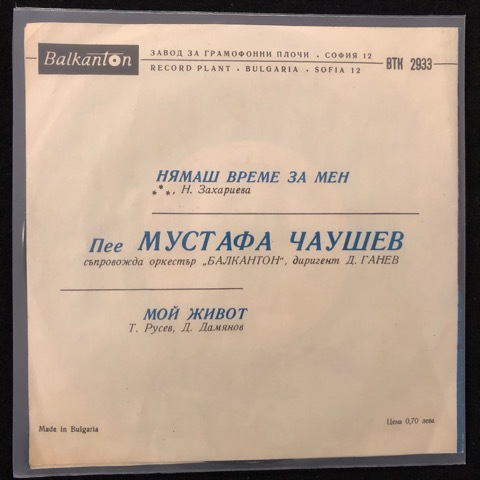 Balkanton
ЗАВОД ЗА ГРАМОФОННИ ПЛОЧИ • СОФИЯ 12
RECORD PLANT • BULGARIA • SOFIA 12
ВТК 2933
НЯМАШ ВРЕМЕ ЗА МЕН
***, Н. Захариева
Пее МУСТАФА ЧАУШЕВ
съпровожда оркестър „БАЛКАНТОН“, диригент Д. ГАНЕВ
МОЙ ЖИВОТ
Т. Русев, Д. Дамянов
Made in Bulgaria
Цена 0,70 лева